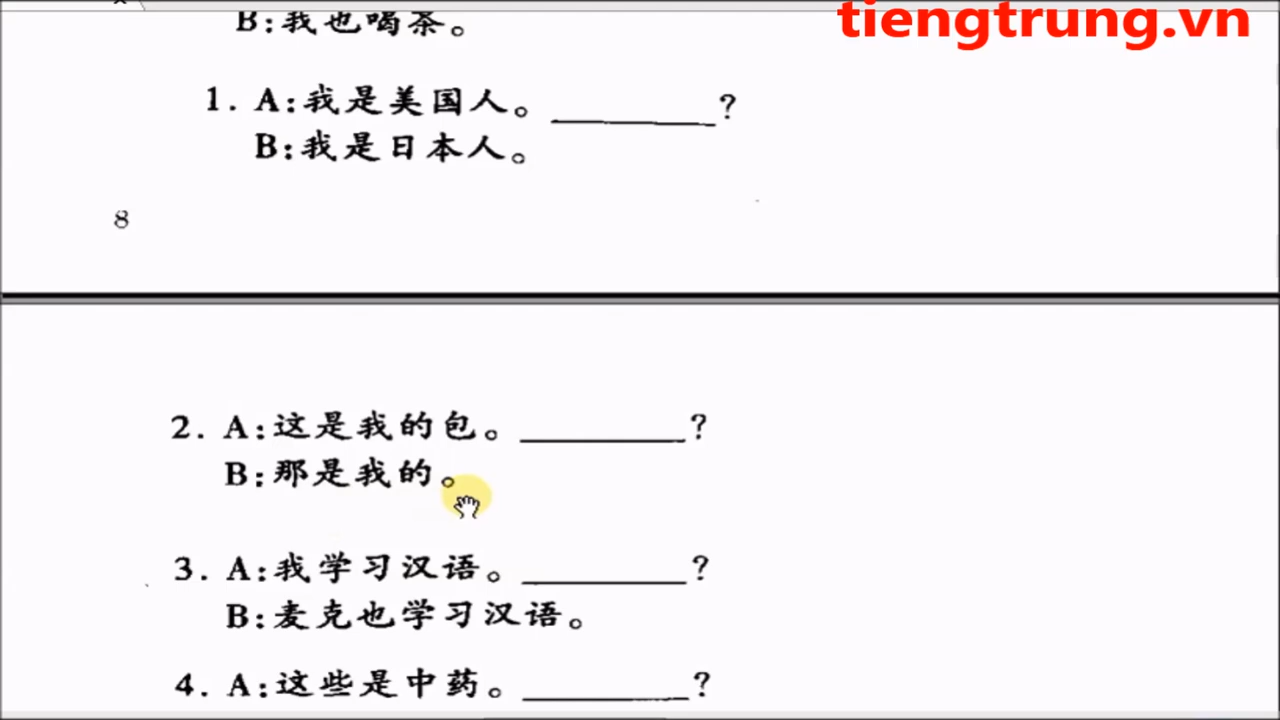 tiengtrung.vn
B:我也喝茶。
1. A:我是美国人。________?
B:我是日本人。
8
2. A:这是我的包。________?
B:那是我的。
3. A:我学习汉语。________?
B:麦克也学习汉语。
4. A:这些是中药。________?